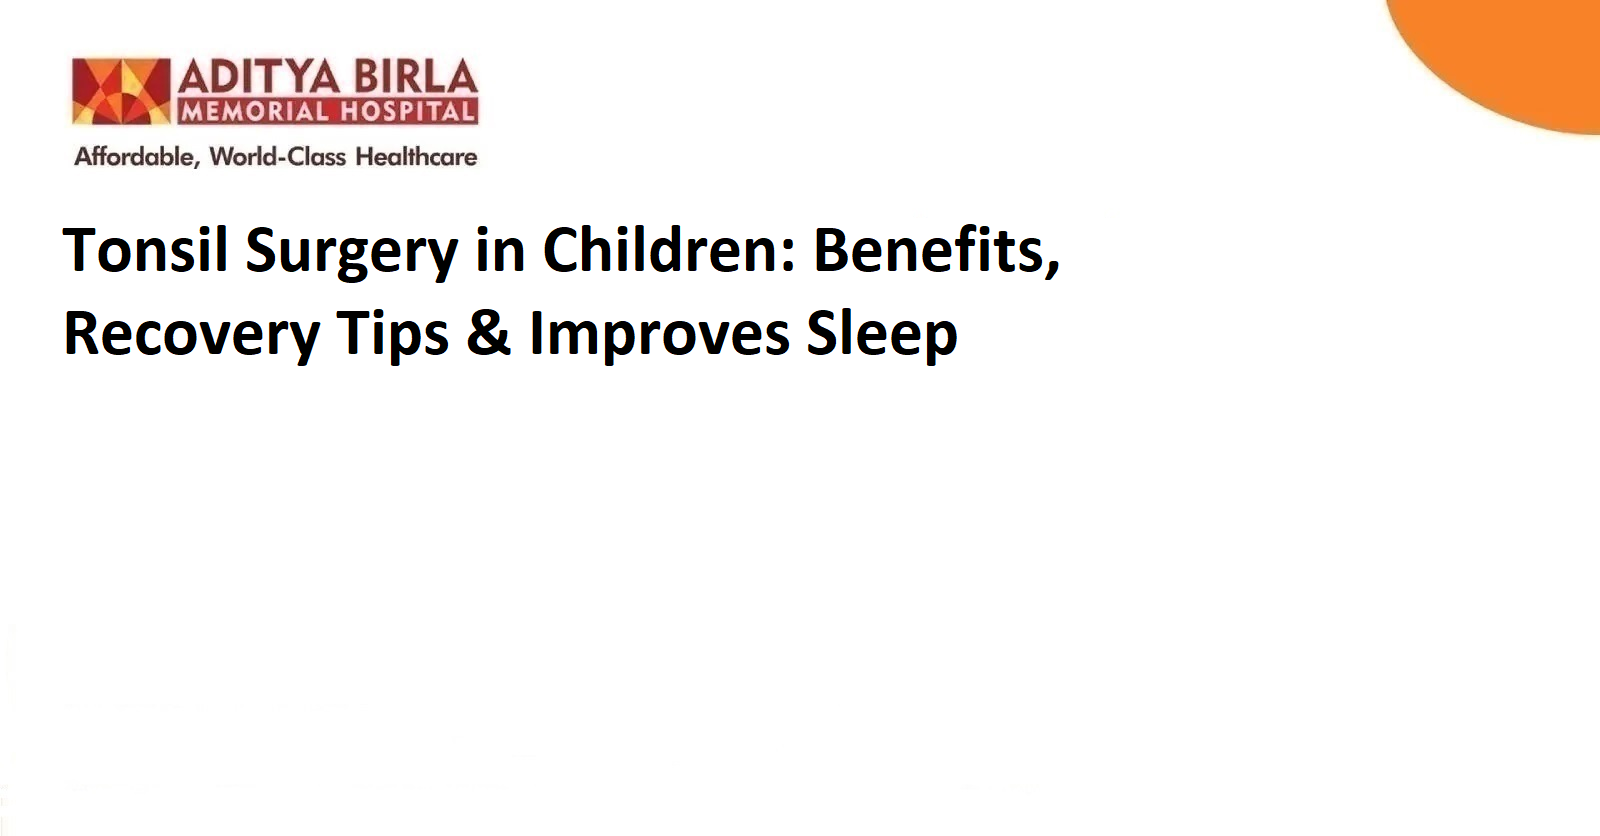 ADITYA BIRLA
MEMORIAL HOSPITAL
Affordable, World-Class Healthcare
Tonsil Surgery in Children: Benefits,
Recovery Tips & Improves Sleep